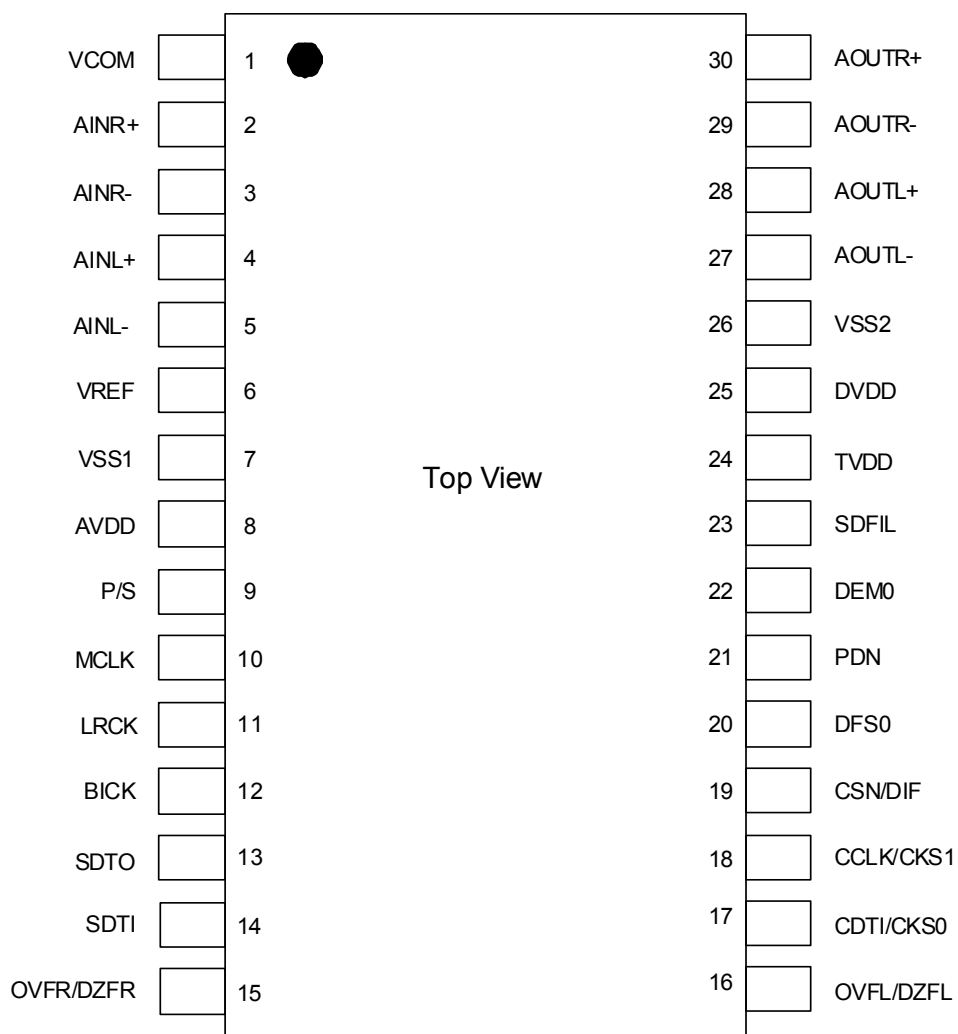 VCOM 1 30 AOUTR+
AINR+ 2 29 AOUTR-
AINR- 3 28 AOUTL+
AINL+ 4 27 AOUTL-
AINL- 5 26 VSS2
VREF 6 25 DVDD
VSS1 7 24 TVDD
Top View
AVDD 8 23 SDFIL
P/S 9 22 DEM0
MCLK 10 21 PDN
LRCK 11 20 DFS0
BICK 12 19 CSN/DIF
SDTO 13 18 CCLK/CKS1
SDTI 14 17 CDTI/CKS0
OVFR/DZFR 15 16 OVFL/DZFL